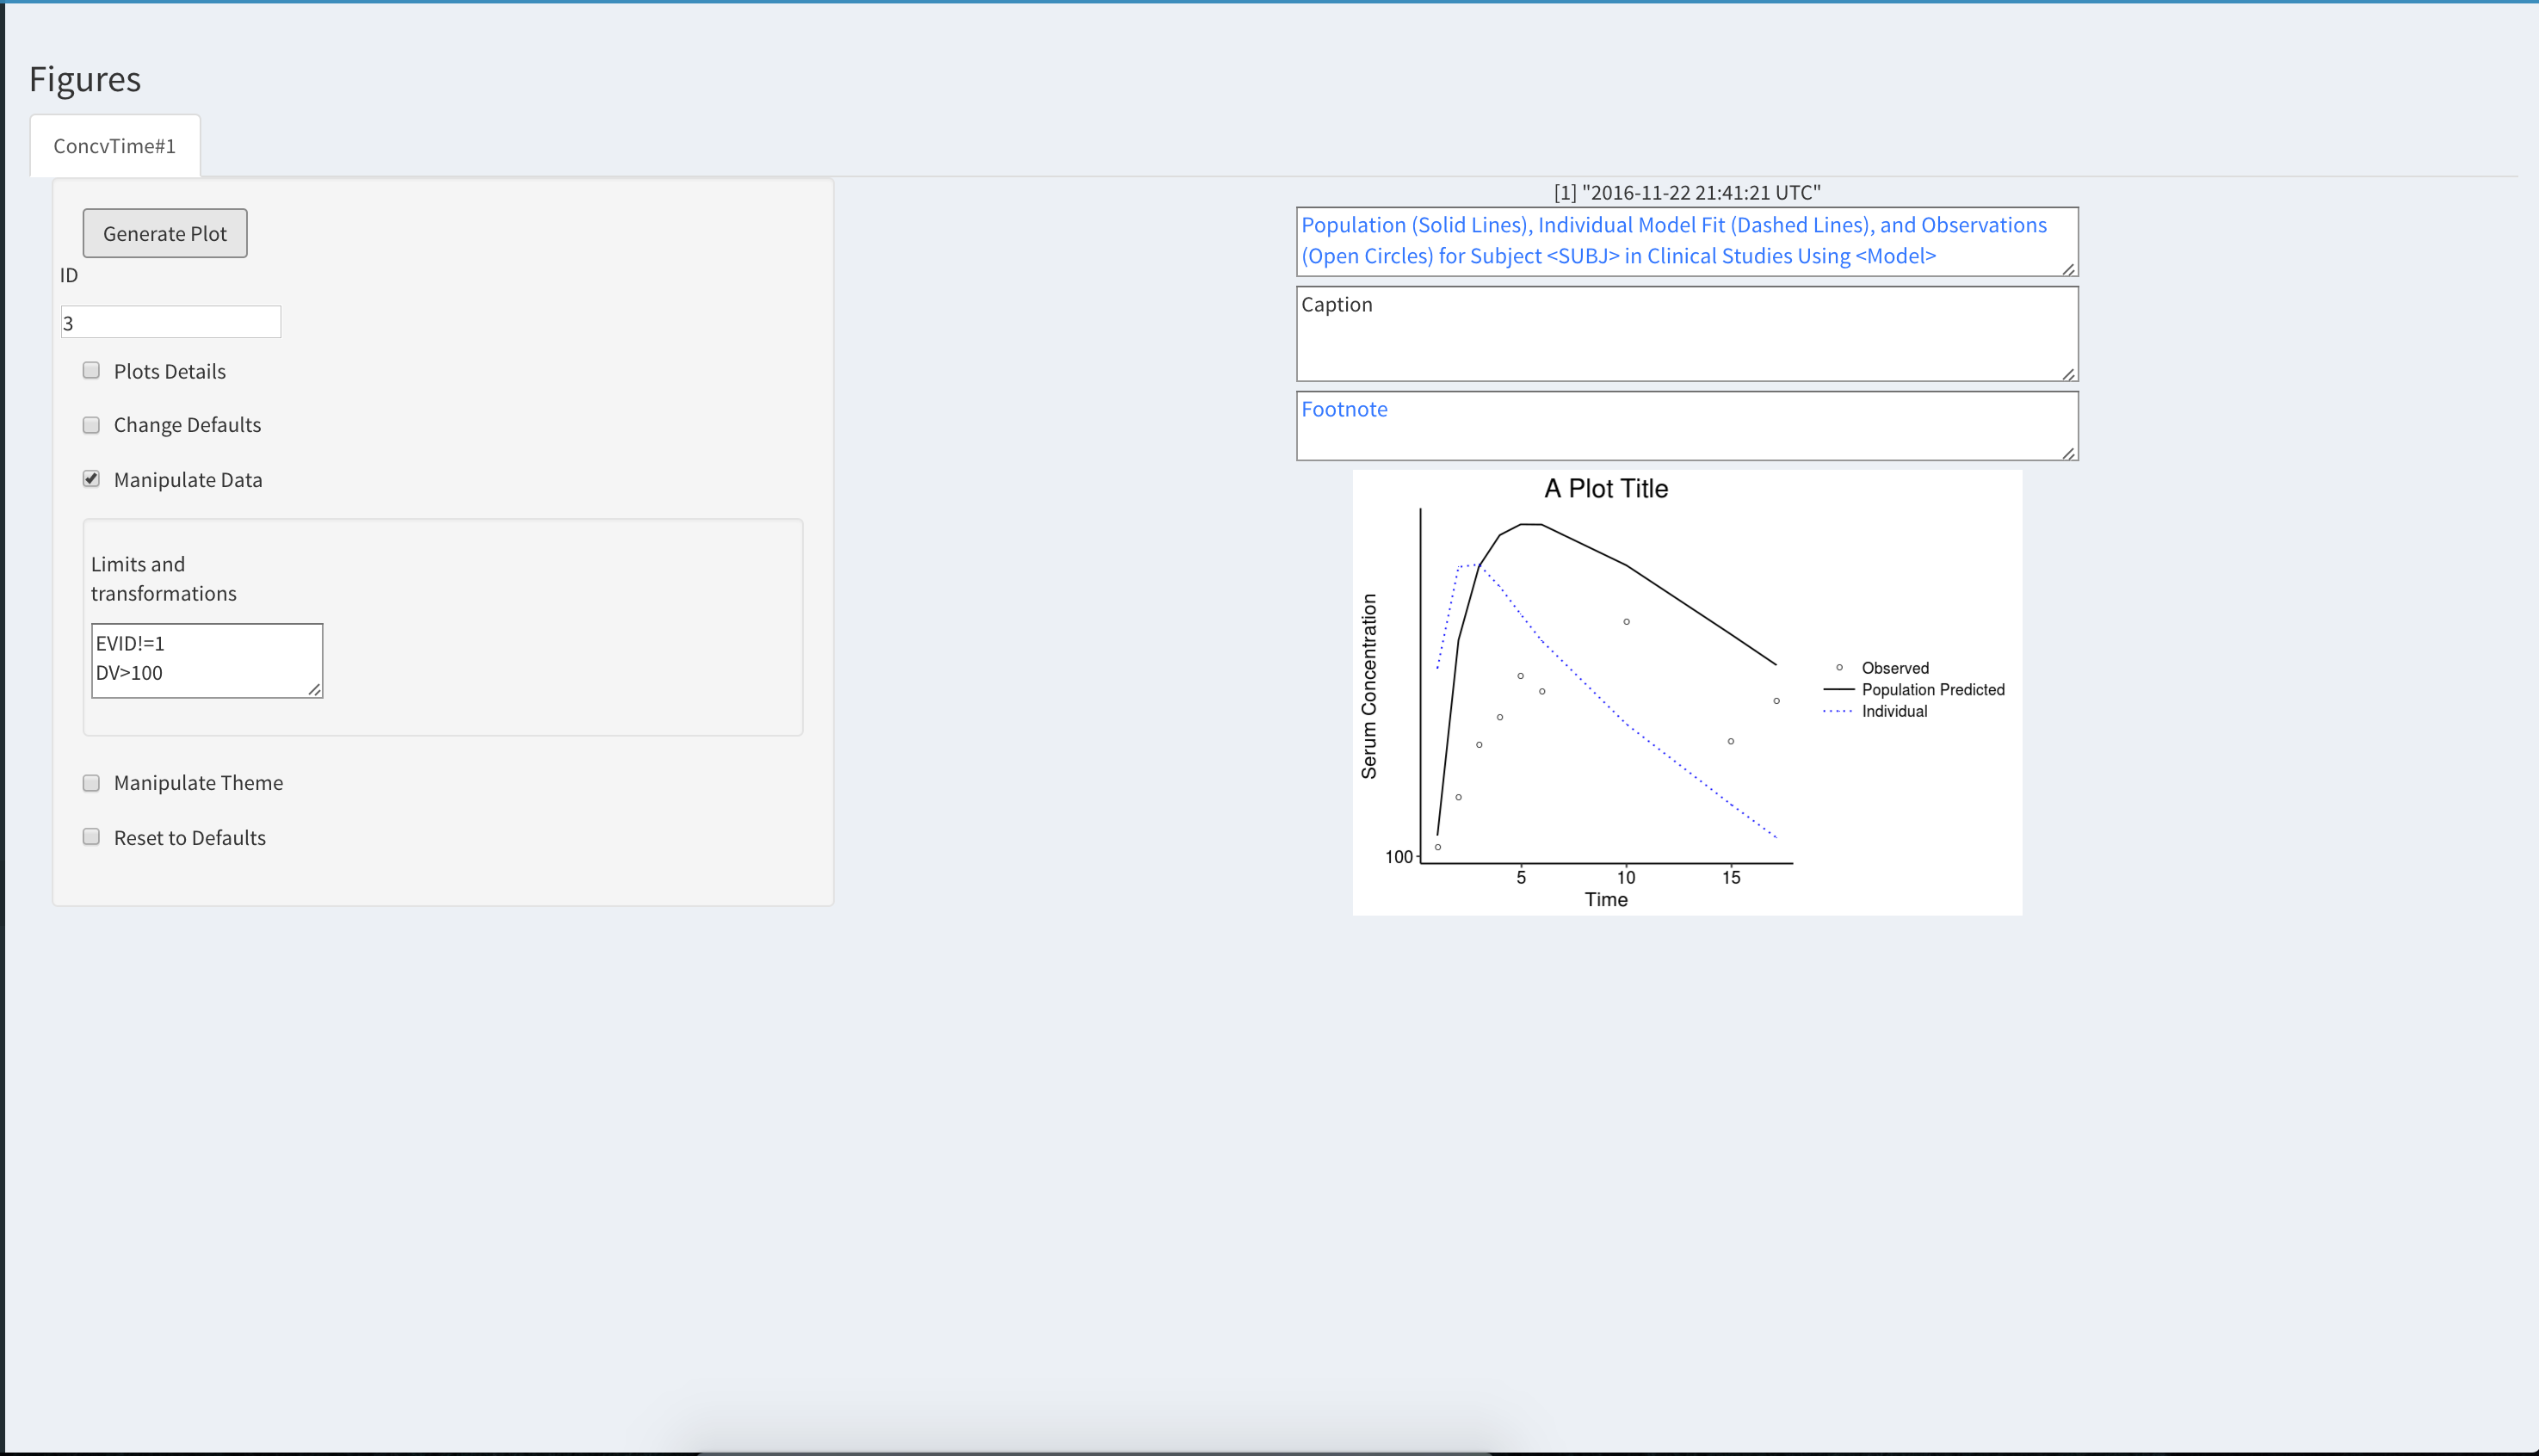 Figures
ConcvTime#1
Generate Plot
ID
3
Plots Details
Change Defaults
Manipulate Data
Limits and
transformations
EVID!=1
DV>100
Manipulate Theme
Reset to Defaults
[1] "2016-11-22 21:41:21 UTC"
Population (Solid Lines), Individual Model Fit (Dashed Lines), and Observations
(Open Circles) for Subject <SUBJ> in Clinical Studies Using <Model>
Caption
Footnote
A Plot Title
Serum Concentration
100
5 10 15
Time
Observed
Population Predicted
Individual